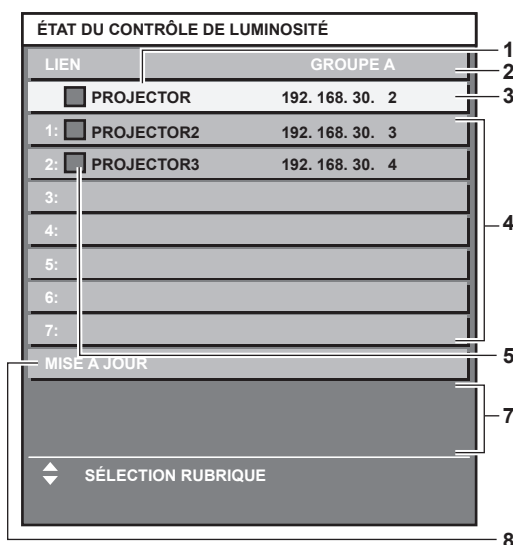 ÉTAT DU CONTRÔLE DE LUMINOSITÉ
LIEN GROUPE A
PROJECTOR 192. 168. 30. 2
1: PROJECTOR2 192. 168. 30. 3
2: PROJECTOR3 192. 168. 30. 4
3:
4:
5:
6:
7:
MISE À JOUR
SÉLECTION RUBRIQUE
1
2
3
4
5
7
8